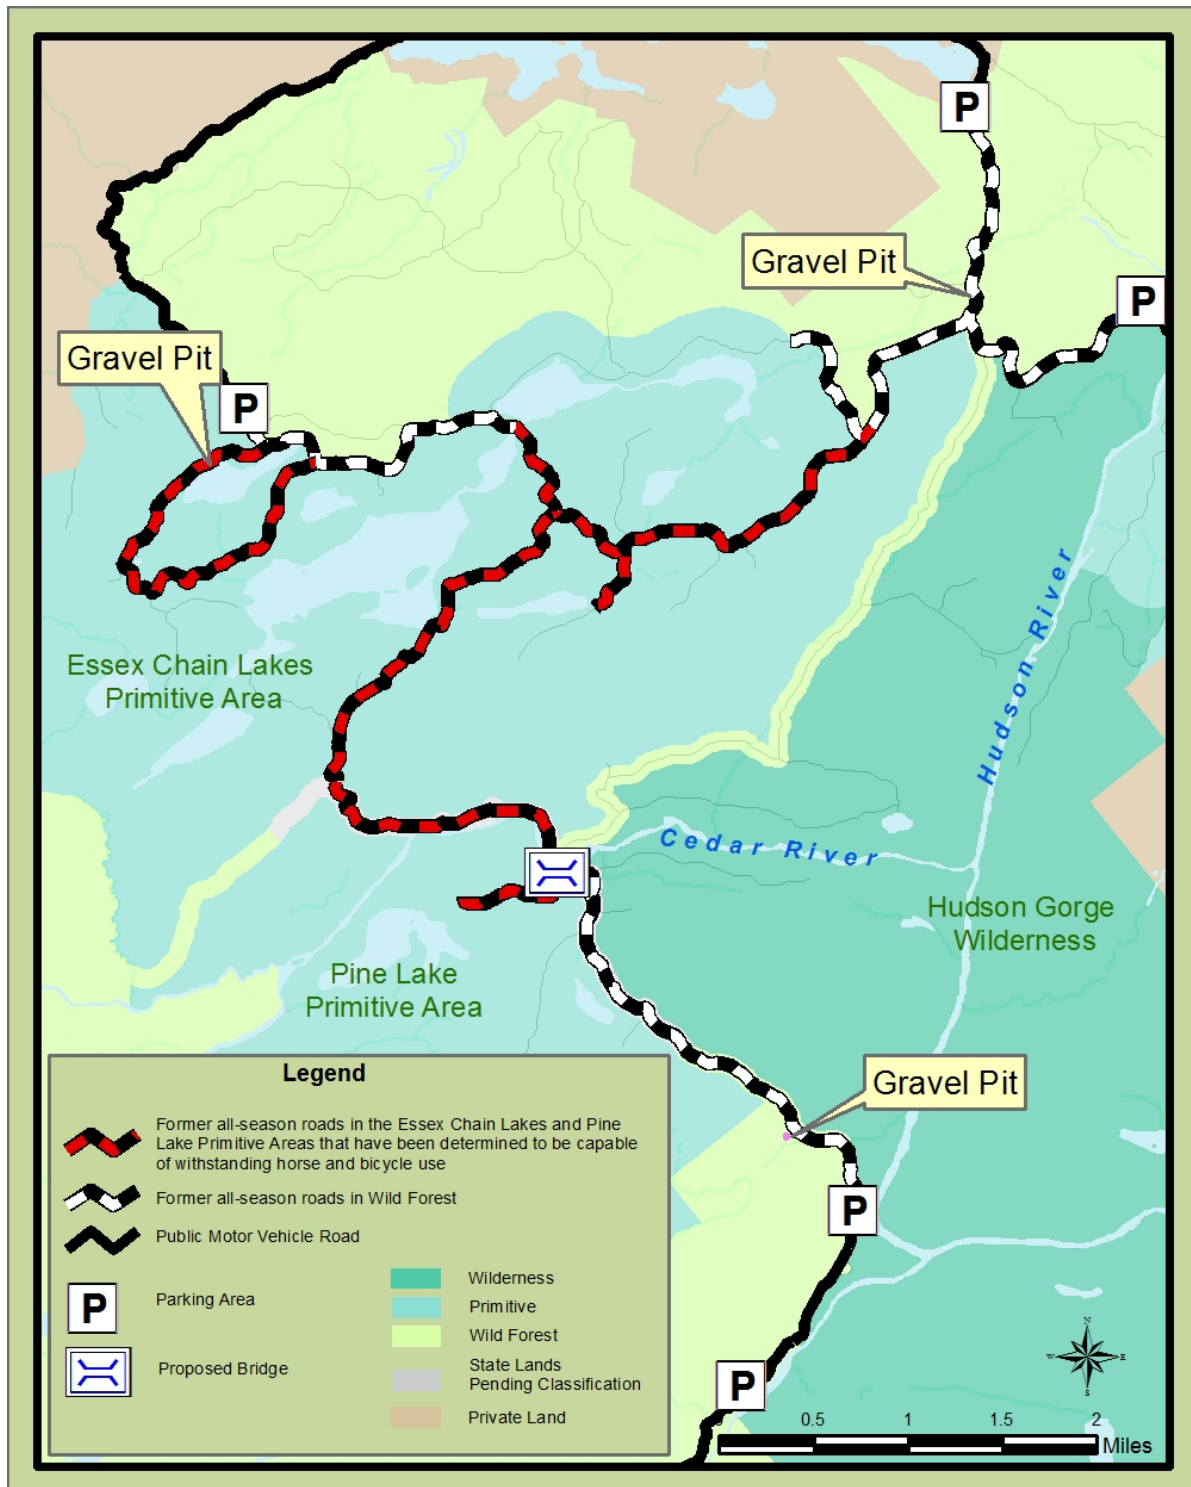 P
Gravel Pit
P
Gravel Pit
P
Hudson River
Essex Chain Lakes
Primitive Area
Cedar River
Hudson Gorge
Wilderness
Pine Lake
Primitive Area
Gravel Pit
P
P
Legend
Former all-season roads in the Essex Chain Lakes and Pine
Lake Primitive Areas that have been determined to be capable
of withstanding horse and bicycle use
Former all-season roads in Wild Forest
Public Motor Vehicle Road
P
Parking Area
Proposed Bridge
Wilderness
Primitive
Wild Forest
State Lands
Pending Classification
Private Land
N
W E
S
0.5 1 1.5 2
Miles